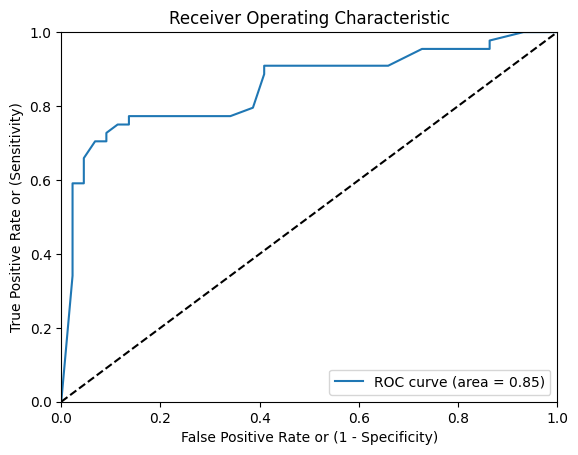 Receiver Operating Characteristic
True Positive Rate or (Sensitivity)
1.0
0.8
0.6
0.4
0.2
0.0
ROC curve (area = 0.85)
0.0 0.2 0.4 0.6 0.8 1.0
False Positive Rate or (1 - Specificity)